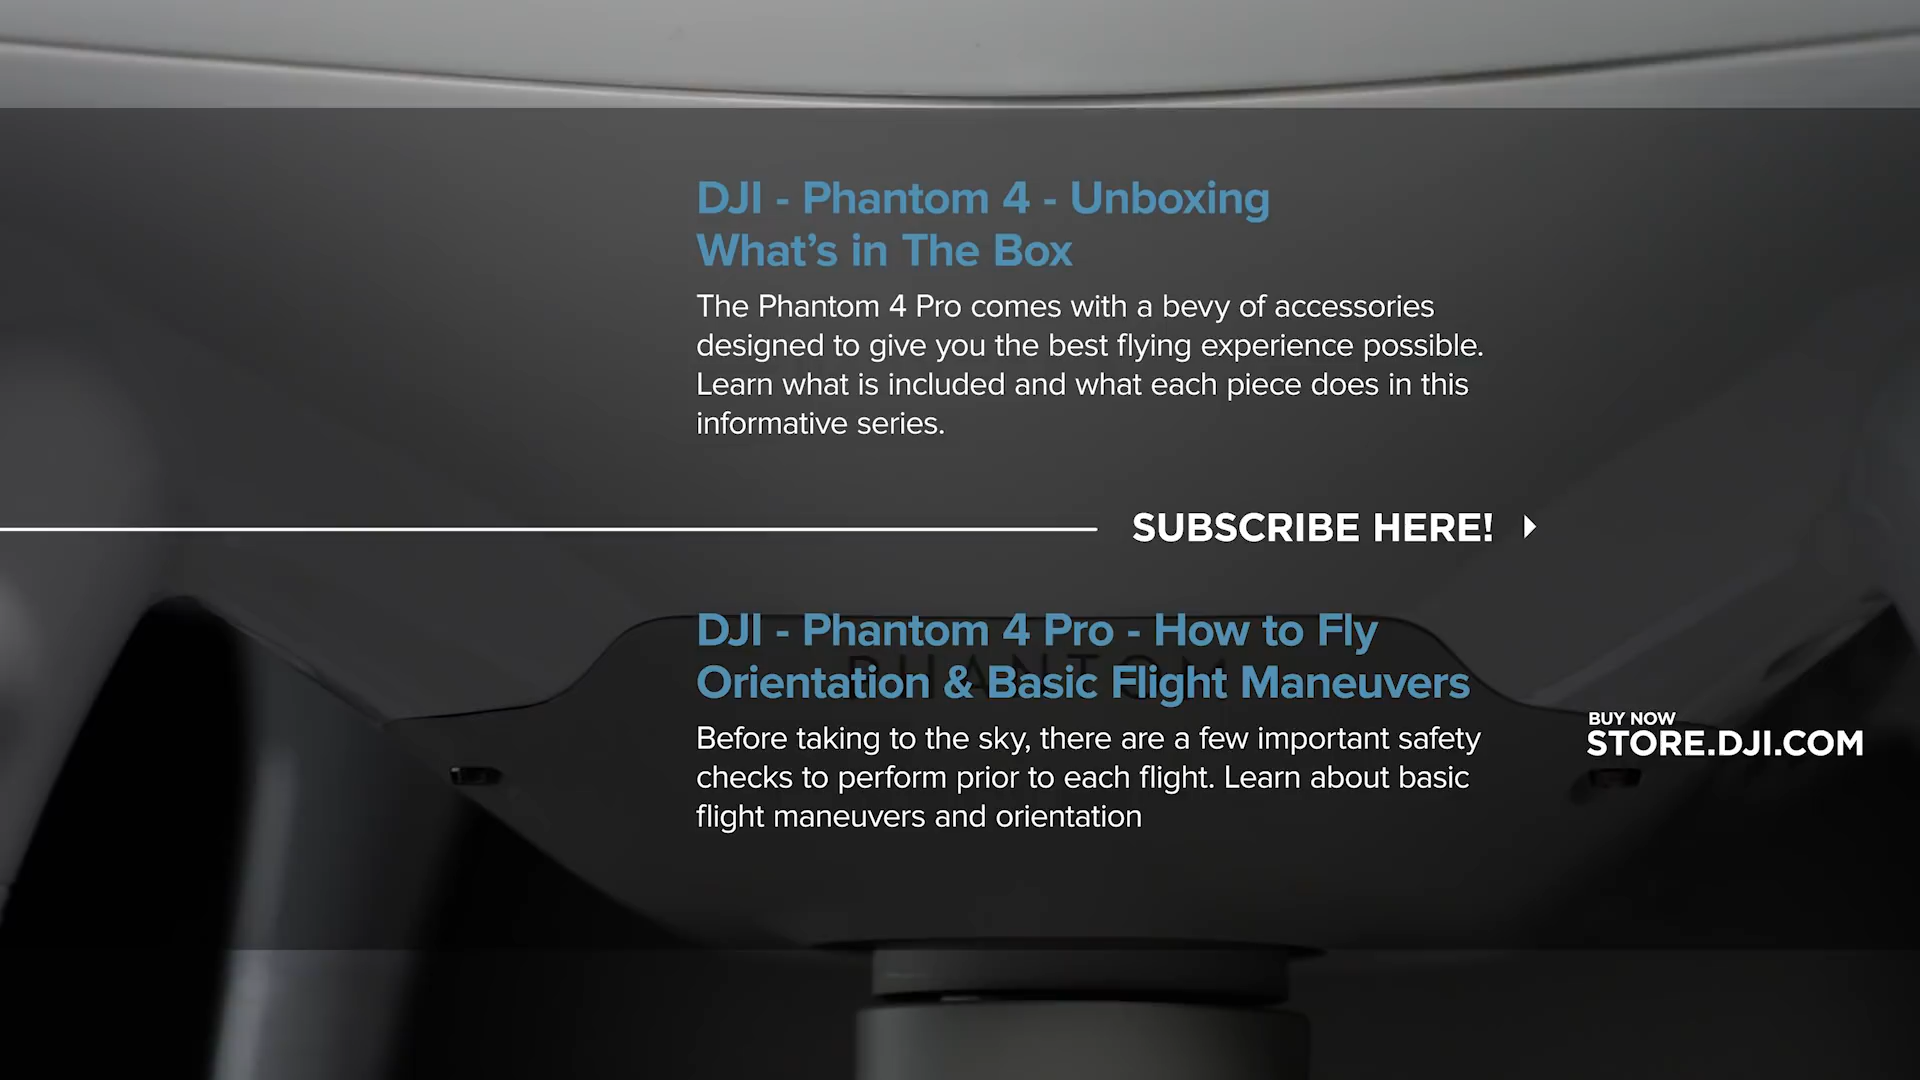 DJI - Phantom 4 - Unboxing
What’s in The Box
The Phantom 4 Pro comes with a bevy of accessories
designed to give you the best flying experience possible.
Learn what is included and what each piece does in this
informative series.
SUBSCRIBE HERE!
DJI - Phantom 4 Pro - How to Fly
PHANTOM
Orientation & Basic Flight Maneuvers
Before taking to the sky, there are a few important safety
checks to perform prior to each flight. Learn about basic
flight maneuvers and orientation
BUY NOW
STORE.DJI.COM